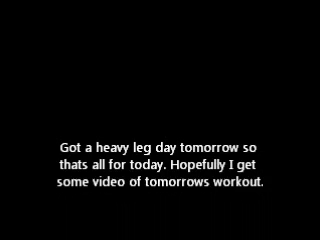 Got a heavy leg day tomorrow so
thats all for today. Hopefully I get
some video of tomorrows workout.